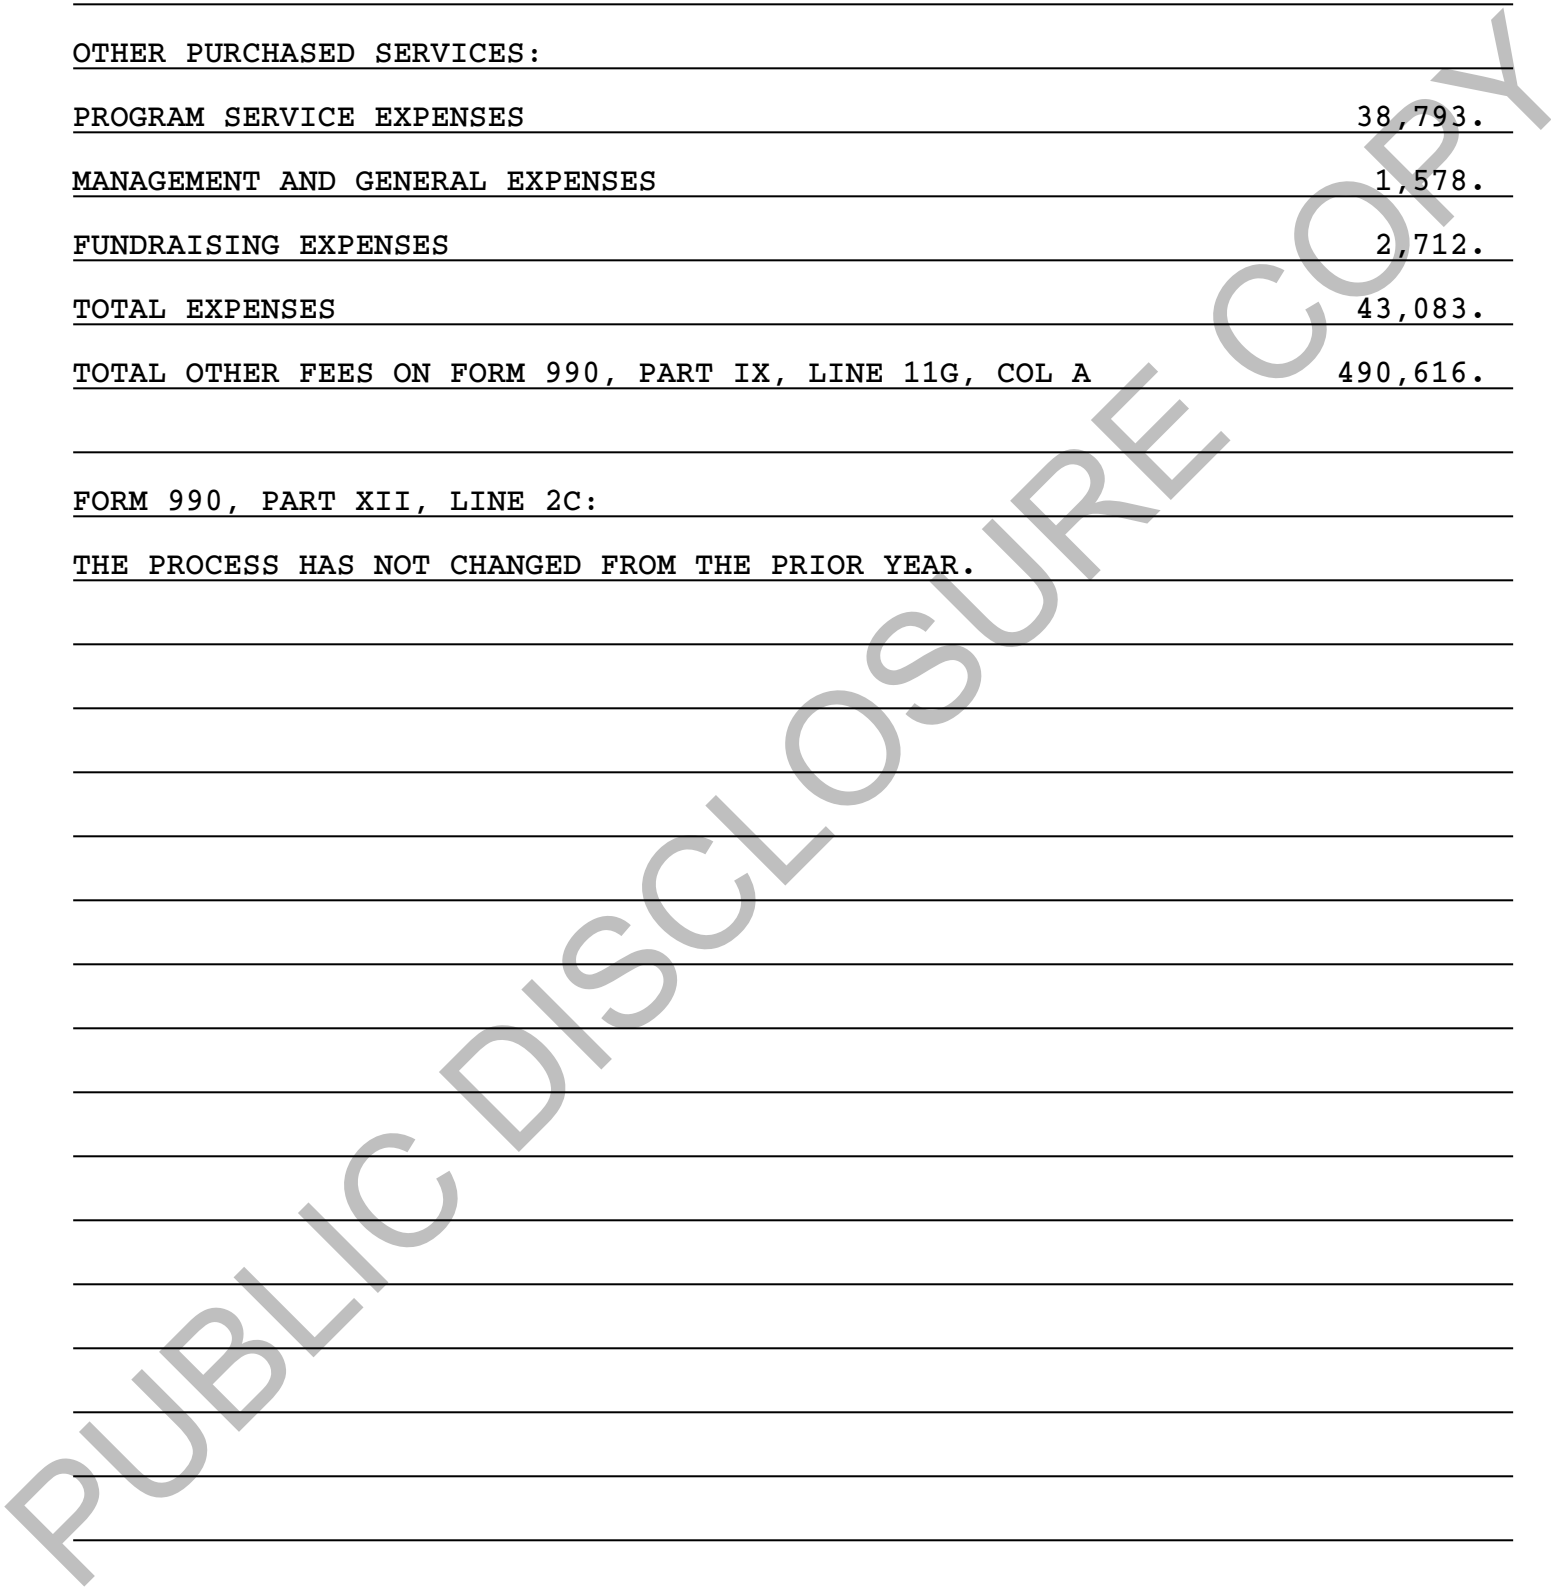 OTHER PURCHASED SERVICES:
PROGRAM SERVICE EXPENSES 38,793.
MANAGEMENT AND GENERAL EXPENSES 1,578.
FUNDRAISING EXPENSES 2,712.
TOTAL EXPENSES 43,083.
TOTAL OTHER FEES ON FORM 990, PART IX, LINE 11G, COL A 490,616.
FORM 990, PART XII, LINE 2C:
THE PROCESS HAS NOT CHANGED FROM THE PRIOR YEAR.
PUBLIC DISCLOSURE COPY